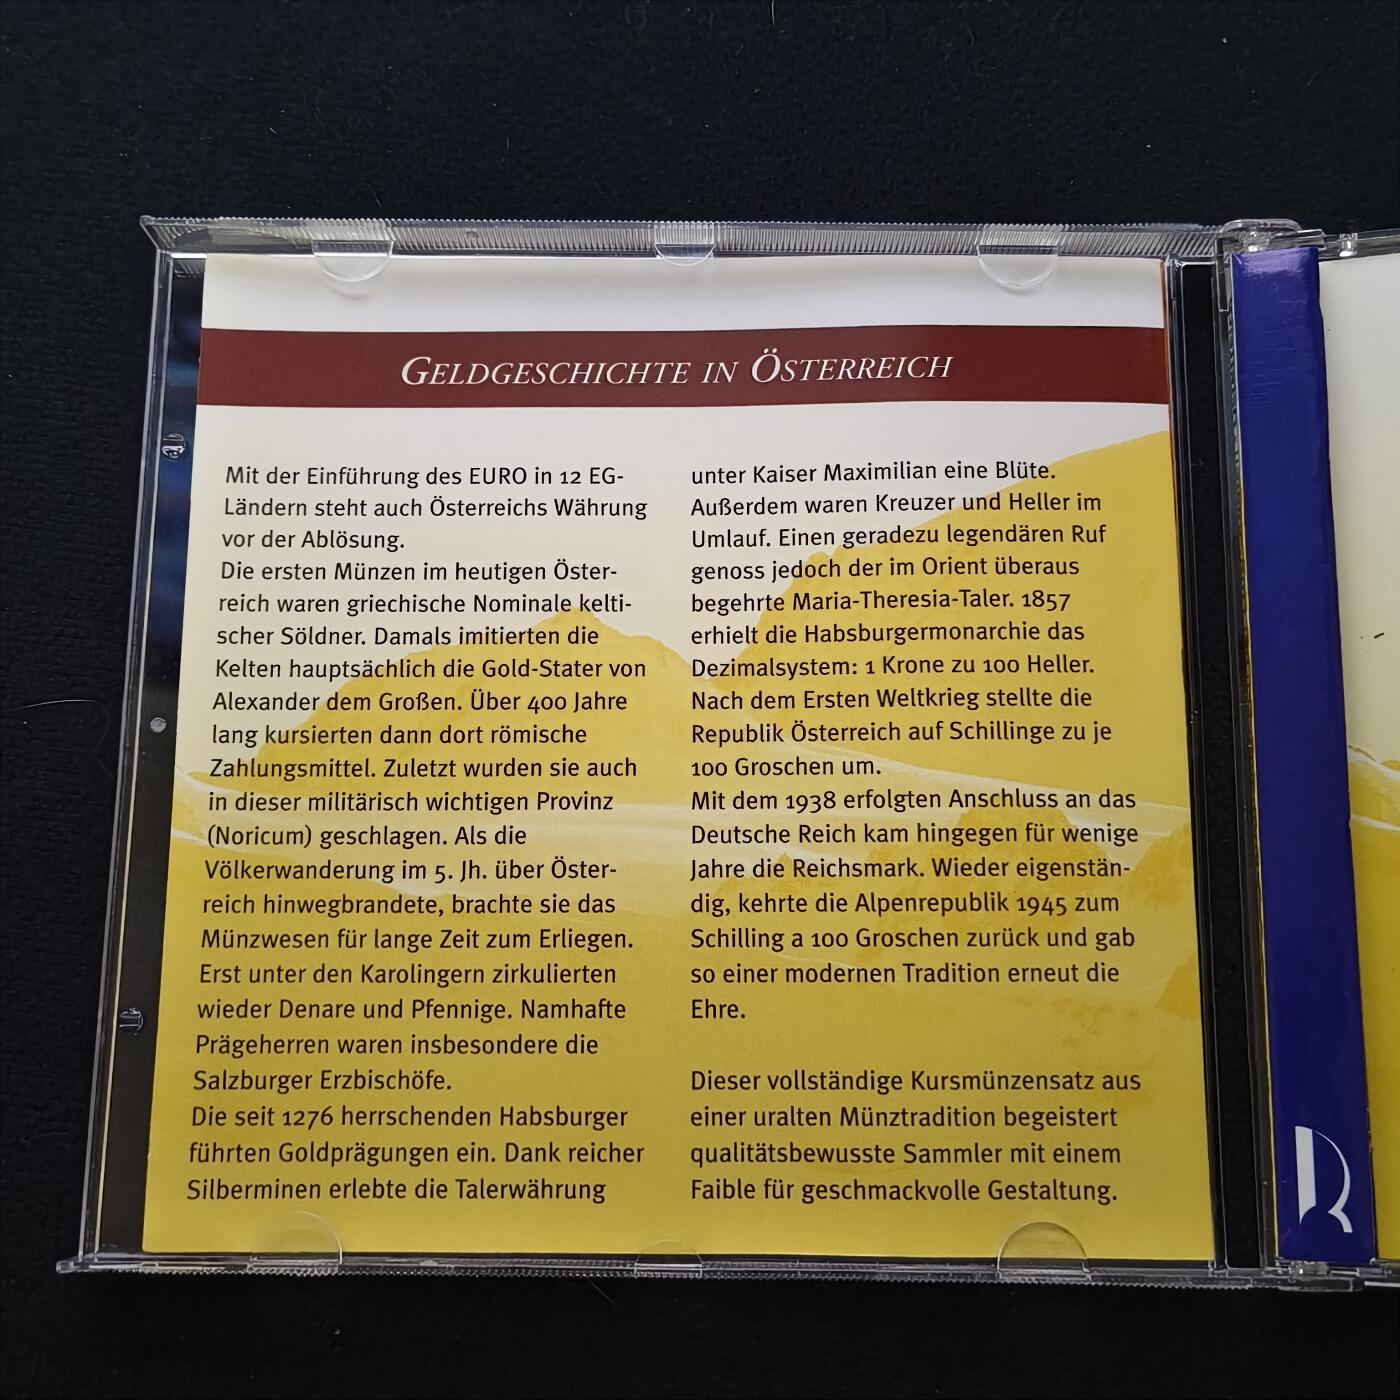 GELDGESCHICHTE IN ÖSTERREICH
Mit der Einführung des EURO in 12 EG-
Ländern steht auch Österreichs Währung
vor der Ablösung.
Die ersten Münzen im heutigen Öster-
reich waren griechische Nominale kelti-
scher Söldner. Damals imitierten die
Kelten hauptsächlich die Gold-Stater von
Alexander dem Großen. Über 400 Jahre
lang kursierten dann dort römische
Zahlungsmittel. Zuletzt wurden sie auch
in dieser militärisch wichtigen Provinz
(Noricum) geschlagen. Als die
Völkerwanderung im 5. Jh. über Öster-
reich hinwegbrandete, brachte sie das
Münzwesen für lange Zeit zum Erliegen.
Erst unter den Karolingern zirkulierten
wieder Denare und Pfennige. Namhafte
Prägeherren waren insbesondere die
Salzburger Erzbischöfe.
Die seit 1276 herrschenden Habsburger
führten Goldprägungen ein. Dank reicher
Silberminen erlebte die Talerwährung
unter Kaiser Maximilian eine Blüte.
Außerdem waren Kreuzer und Heller im
Umlauf. Einen geradezu legendären Ruf
genoss jedoch der im Orient überaus
begehrte Maria-Theresia-Taler. 1857
erhielt die Habsburgermonarchie das
Dezimalsystem: 1 Krone zu 100 Heller.
Nach dem Ersten Weltkrieg stellte die
Republik Österreich auf Schillinge zu je
100 Groschen um.
Mit dem 1938 erfolgten Anschluss an das
Deutsche Reich kam hingegen für wenige
Jahre die Reichsmark. Wieder eigenstän-
dig, kehrte die Alpenrepublik 1945 zum
Schilling a 100 Groschen zurück und gab
so einer modernen Tradition erneut die
Ehre.
Dieser vollständige Kursmünzensatz aus
einer uralten Münztradition begeistert
qualitätsbewusste Sammler mit einem
Faible für geschmackvolle Gestaltung.